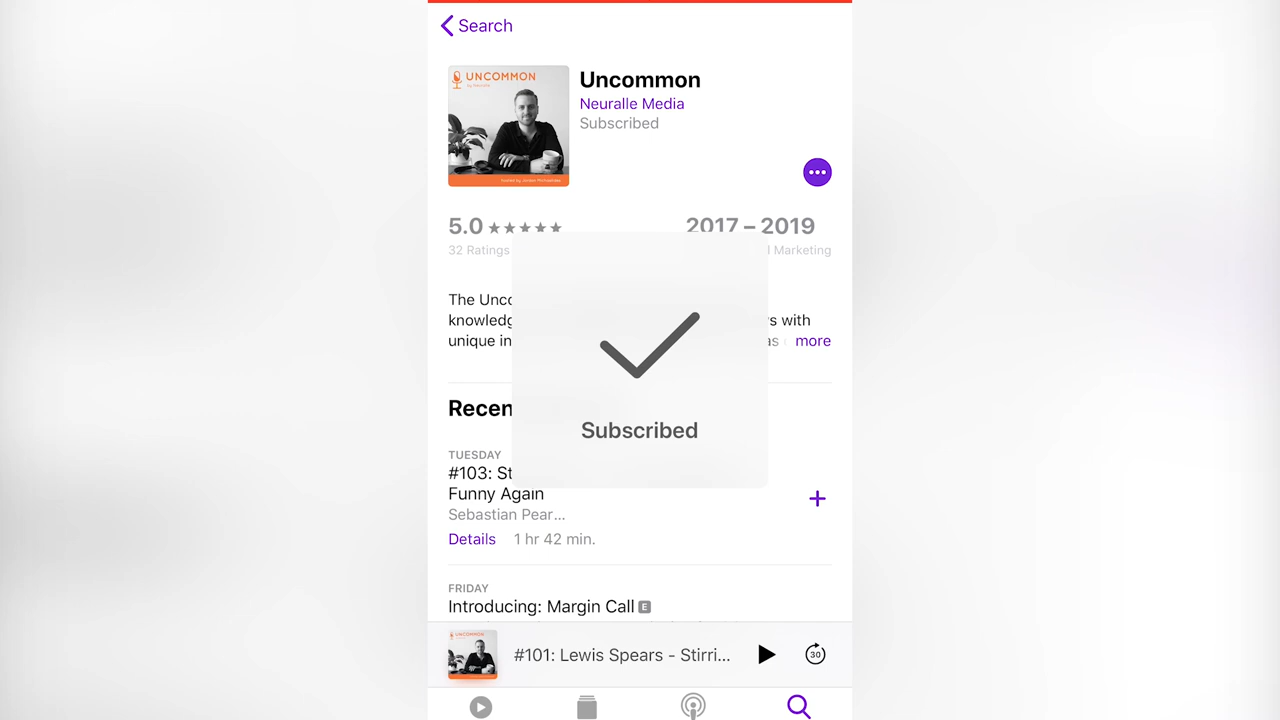 Search
UNCOMMON
by Neuralle
Uncommon
Neuralle Media
Subscribed
5.0
2017 – 2019
32 Ratings
Marketing
The Unco
s with
knowledg
unique in
as
more
Recen
Subscribed
TUESDAY
#103: St
Funny Again
Sebastian Pear...
Details 1 hr 42 min.
FRIDAY
Introducing: Margin Call E
UNCOMMON
#101: Lewis Spears - Stirri...
30